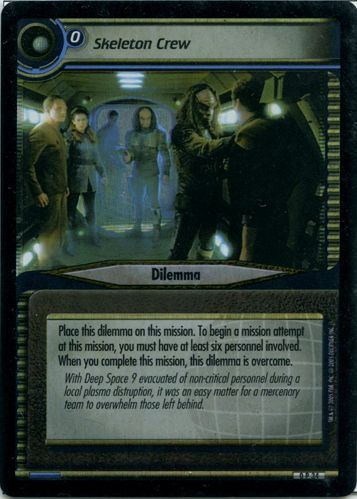 0
Skeleton Crew
Dilemma
Place this dilemma on this mission. To begin a mission attempt
at this mission, you must have at least six personnel involved.
When you complete this mission, this dilemma is overcome.
With Deep Space 9 evacuated of non-critical personnel during a
local plasma disruption, it was an easy matter for a mercenary
team to overwhelm those left behind.